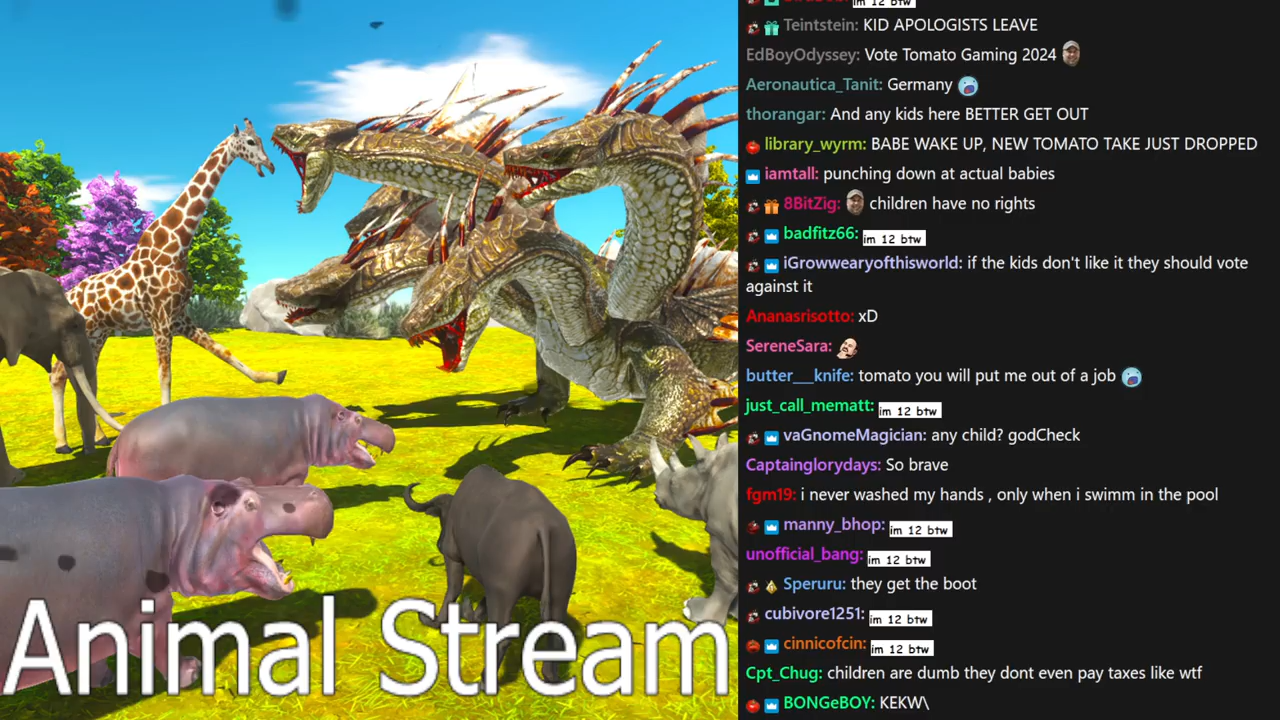 im 12 btw
Teintstein: KID APOLOGISTS LEAVE
EdBoyOdyssey: Vote Tomato Gaming 2024
Aeronautica_Tanit: Germany
thorangar: And any kids here BETTER GET OUT
library_wyrm: BABE WAKE UP, NEW TOMATO TAKE JUST DROPPED
iamtall: punching down at actual babies
8BitZig: children have no rights
badfitz66: im 12 btw
iGrowwearyofthisworld: if the kids don't like it they should vote
against it
Ananasrisotto: xD
SereneSara:
butter___knife: tomato you will put me out of a job
just_call_mematt: im 12 btw
vaGnomeMagician: any child? godCheck
Captainglorydays: So brave
fgm19: i never washed my hands , only when i swimm in the pool
manny_bhop: im 12 btw
unofficial_bang: im 12 btw
Speruru: they get the boot
cubivore1251: im 12 btw
cinnicofcin: im 12 btw
Cpt_Chug: children are dumb they dont even pay taxes like wtf
BONGeBOY: KEKW\
Animal Stream